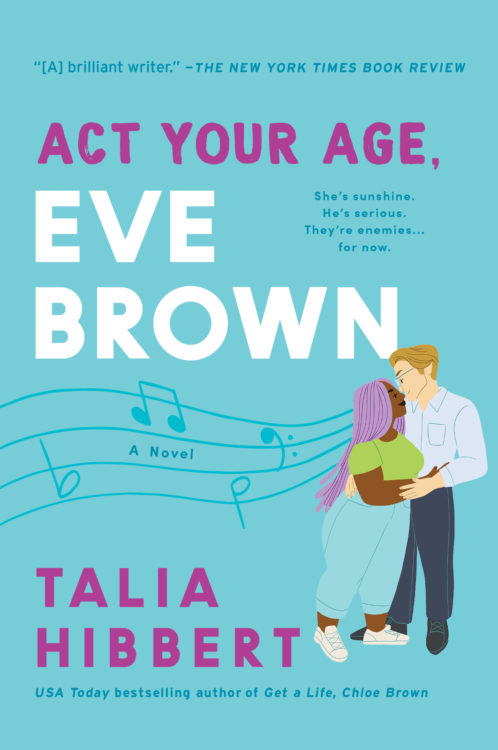 “[A] brilliant writer.” –THE NEW YORK TIMES BOOK REVIEW
ACT YOUR AGE,
EVE
BROWN
She’s sunshine.
He’s serious.
They’re enemies...
for now.
A Novel
TALIA
HIBBERT
USA Today bestselling author of Get a Life, Chloe Brown